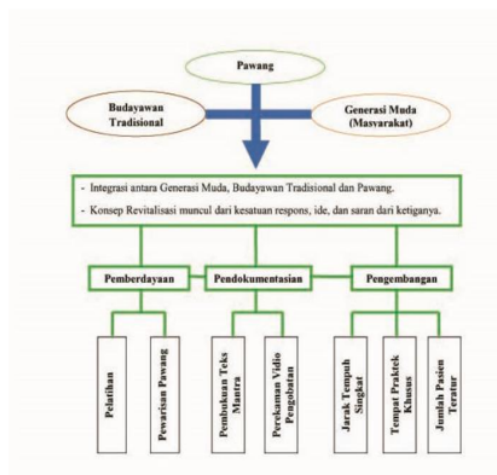 Pawang
Budayawan
Tradisional
Generasi Muda
(Masyarakat)
- Integrasi antara Generasi Muda, Budayawan Tradisional dan Pawang.
- Konsep Revitalisasi muncul dari kesatuan respons, ide, dan saran dari ketiganya.
Pemberdayaan
Pendokumentasian
Pengembangan
Pelatihan
Pewarisan Pawang
Pembukuan Teks
Mantra
Perekaman Vidio
Pengobatan
Jarak Tempuh
Singkat
Tempat Praktek
Khusus
Jumlah Pasien
Teratur